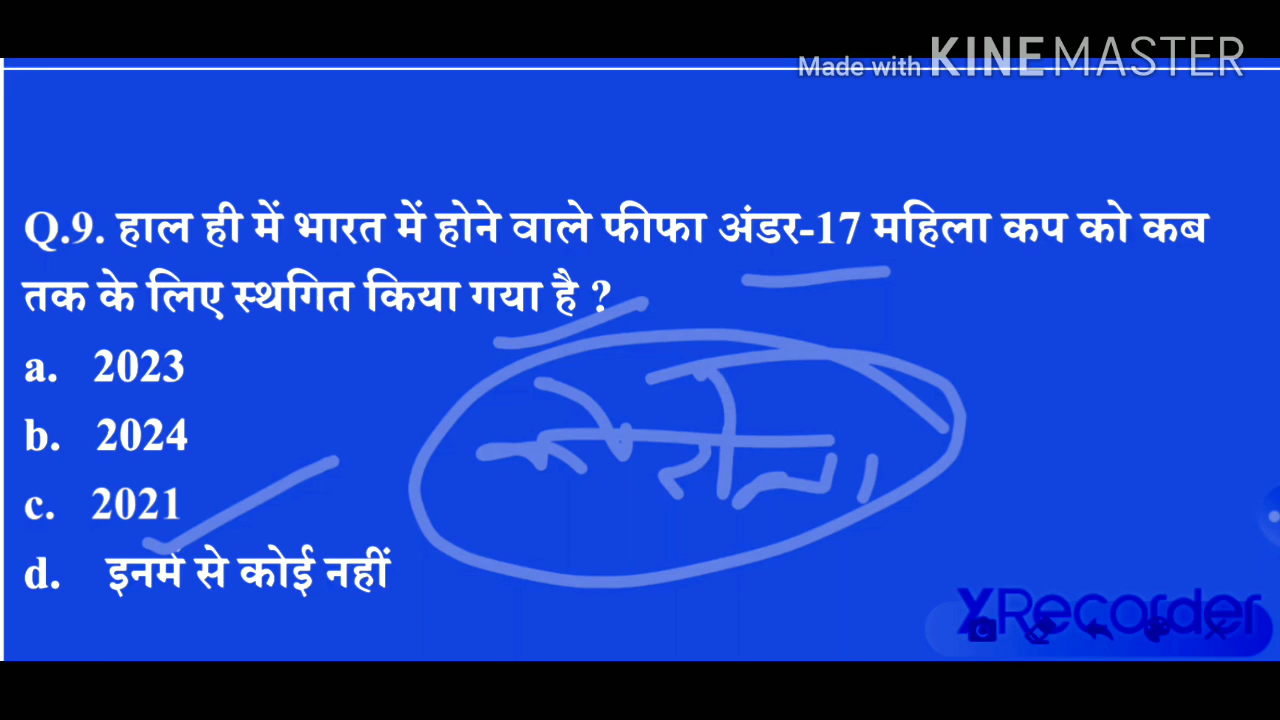 Made with KINEMASTER
Q.9. हाल ही में भारत में होने वाले फीफा अंडर-17 महिला कप को कब
तक के लिए स्थगित किया गया है ?
a. 2023
b. 2024
c. 2021
d. इनमें से कोई नहीं
कोरोना
XRecorder